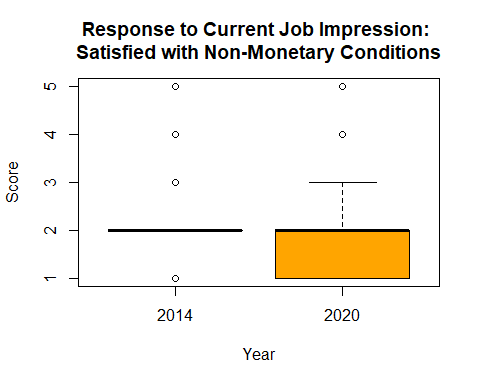 Response to Current Job Impression:
Satisfied with Non-Monetary Conditions
5
4
3
2
1
Score
2014
2020
Year